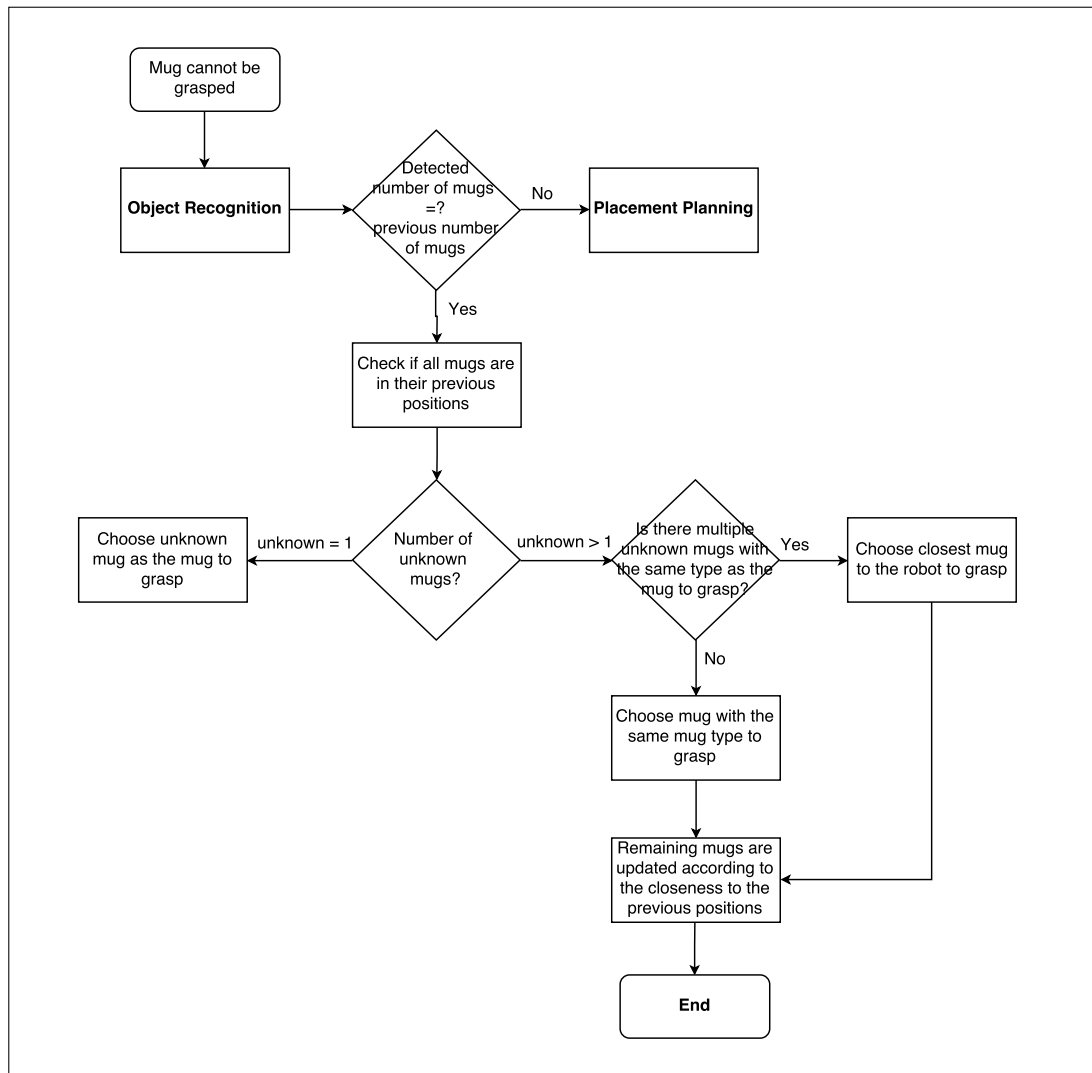 Mug cannot be
grasped
Object Recognition
Detected
number of mugs
=?
previous number
of mugs
No
Placement Planning
Yes
Check if all mugs are
in their previous
positions
Choose unknown
mug as the mug to
grasp
unknown = 1
Number of
unknown
mugs?
unknown > 1
Is there multiple
unknown mugs with
the same type as the
mug to grasp?
Yes
Choose closest mug
to the robot to grasp
No
Choose mug with the
same mug type to
grasp
Remaining mugs are
updated according to
the closeness to the
previous positions
End